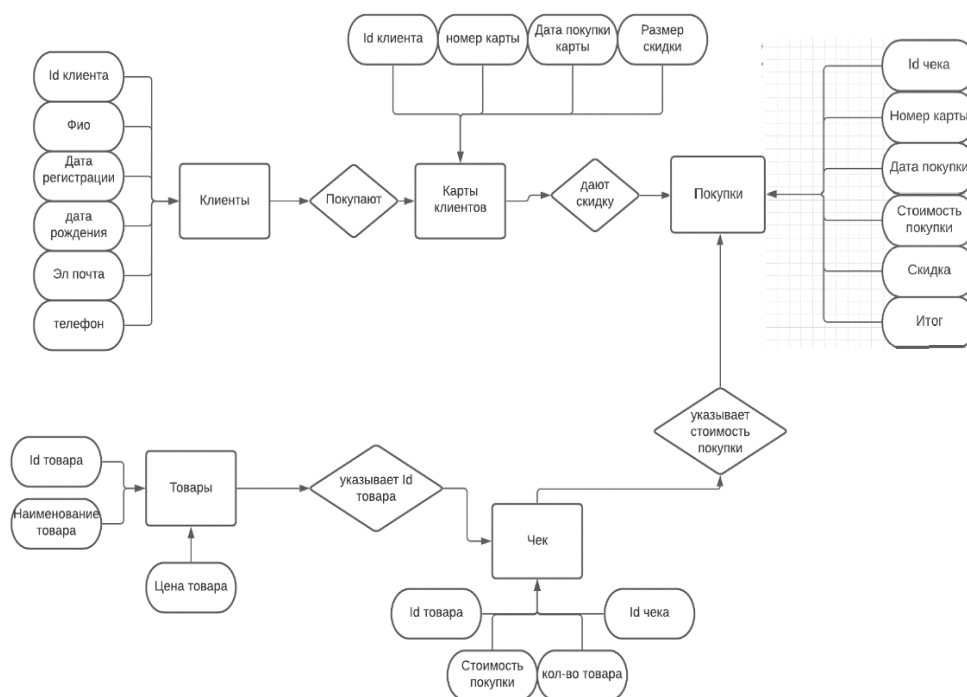 Id клиента
номер карты
Дата покупки
карты
Размер
скидки
Id клиента
Фио
Дата
регистрации
дата
рождения
Эл почта
телефон
Клиенты
Покупают
Карты
клиентов
дают
скидку
Покупки
Id чека
Номер карты
Дата покупки
Стоимость
покупки
Скидка
Итог
указывает
стоимость
покупки
Id товара
Наименование
товара
Товары
Цена товара
указывает Id
товара
Чек
Id товара
Id чека
Стоимость
покупки
кол-во товара